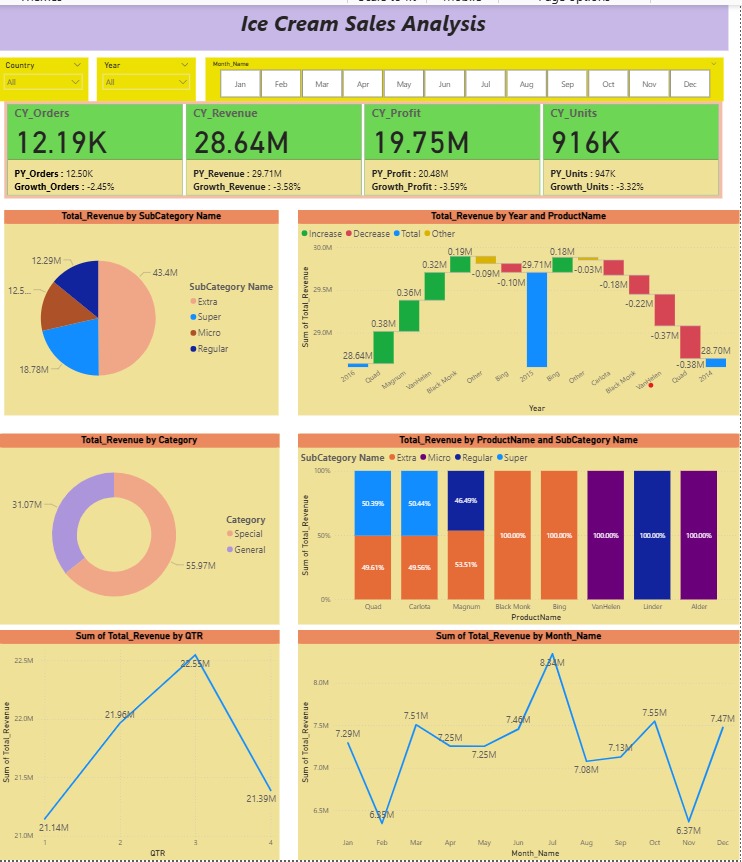 Ice Cream Sales Analysis
Country
All
Year
All
Month_Name
Jan Feb Mar Apr May Jun Jul Aug Sep Oct Nov Dec
CY_Orders
12.19K
PY_Orders : 12.50K
Growth_Orders : -2.45%
CY_Revenue
28.64M
PY_Revenue : 29.71M
Growth_Revenue : -3.58%
CY_Profit
19.75M
PY_Profit : 20.48M
Growth_Profit : -3.59%
CY_Units
916K
PY_Units : 947K
Growth_Units : -3.32%
Total_Revenue by SubCategory Name
12.29M
43.4M
12.5...
18.78M
SubCategory Name
Extra
Super
Micro
Regular
Total_Revenue by Year and ProductName
Increase Decrease Total Other
Sum of Total_Revenue
30.0M
29.5M
29.0M
28.64M
0.38M
0.36M
0.32M
0.19M
-0.09M
-0.10M
29.71M
0.18M
-0.03M
-0.18M
-0.22M
-0.37M
-0.38M
28.70M
2016 Quad Magnum VanHelen Black Monk Other Bing 2015 Bing Other Carlota Black Monk VanHelen Quad 2014
Year
Total_Revenue by Category
31.07M
55.97M
Category
Special
General
Total_Revenue by ProductName and SubCategory Name
SubCategory Name Extra Micro Regular Super
Sum of Total_Revenue
100%
50%
0%
50.39% 50.44% 46.49%
100.00% 100.00% 100.00% 100.00% 100.00%
49.61% 49.56% 53.51%
Quad Carlota Magnum Black Monk Bing VanHelen Linder Alder
ProductName
Sum of Total_Revenue by QTR
Sum of Total_Revenue
22.5M
22.0M
21.5M
21.0M
21.14M
21.96M
22.55M
21.39M
1 2 3 4
QTR
Sum of Total_Revenue by Month_Name
Sum of Total_Revenue
8.0M
7.5M
7.0M
6.5M
7.29M
6.35M
7.51M
7.25M
7.25M
7.46M
8.34M
7.08M
7.13M
7.55M
6.37M
7.47M
Jan Feb Mar Apr May Jun Jul Aug Sep Oct Nov Dec
Month_Name